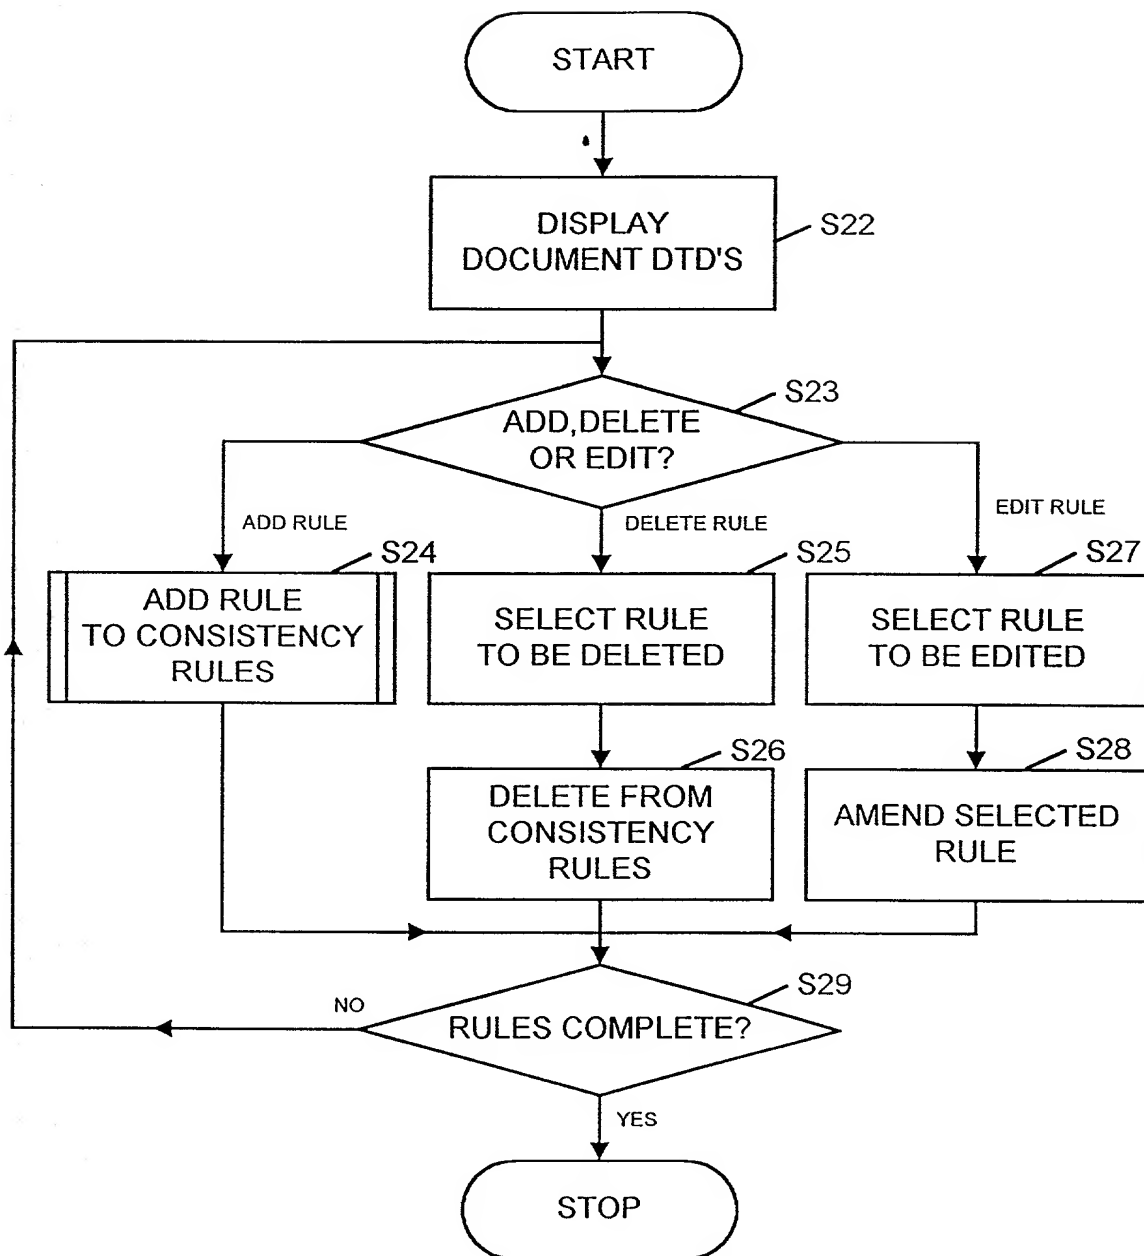 START
DISPLAY
DOCUMENT DTD'S
S22
S23
ADD,DELETE
OR EDIT?
ADD RULE
DELETE RULE
EDIT RULE
S24
S25
S27
ADD RULE
TO CONSISTENCY
RULES
SELECT RULE
TO BE DELETED
SELECT RULE
TO BE EDITED
S26
S28
DELETE FROM
CONSISTENCY
RULES
AMEND SELECTED
RULE
S29
NO
RULES COMPLETE?
YES
STOP